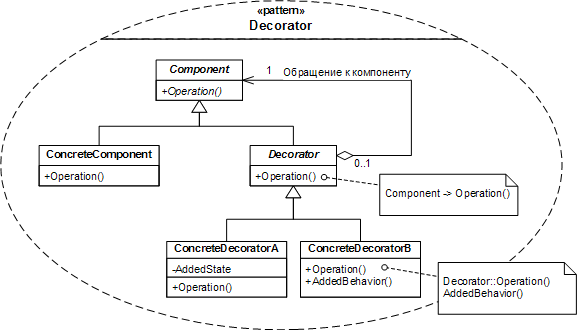 «pattern»
Decorator
Component
+Operation()
1 Обращение к компоненту
ConcreteComponent
+Operation()
Decorator
+Operation()
0..1
Component -> Operation()
ConcreteDecoratorA
-AddedState
+Operation()
ConcreteDecoratorB
+Operation()
+AddedBehavior()
Decorator::Operation()
AddedBehavior()